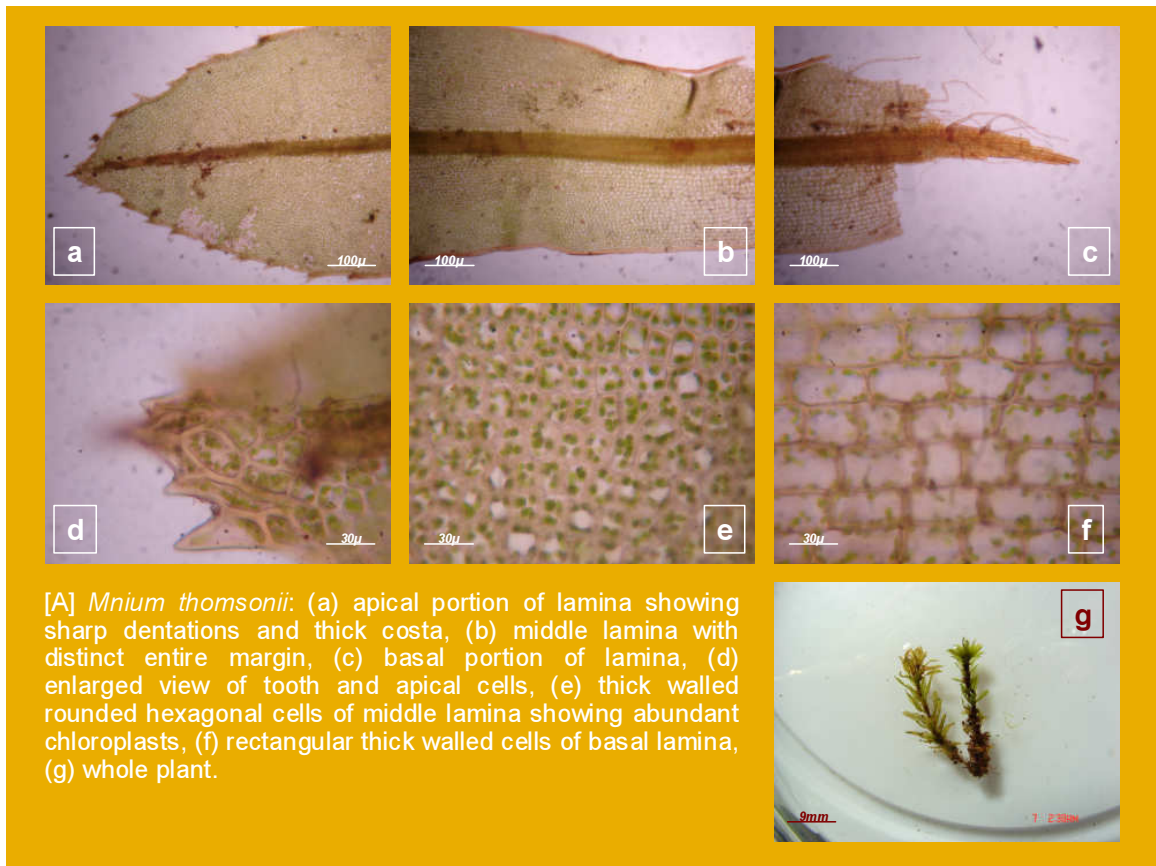 a
100µ
b
100µ
c
100µ
d
30µ
e
30µ
f
30µ
[A] Mnium thomsonii: (a) apical portion of lamina showing
sharp dentations and thick costa, (b) middle lamina with
distinct entire margin, (c) basal portion of lamina, (d)
enlarged view of tooth and apical cells, (e) thick walled
rounded hexagonal cells of middle lamina showing abundant
chloroplasts, (f) rectangular thick walled cells of basal lamina,
(g) whole plant.
g
9mm